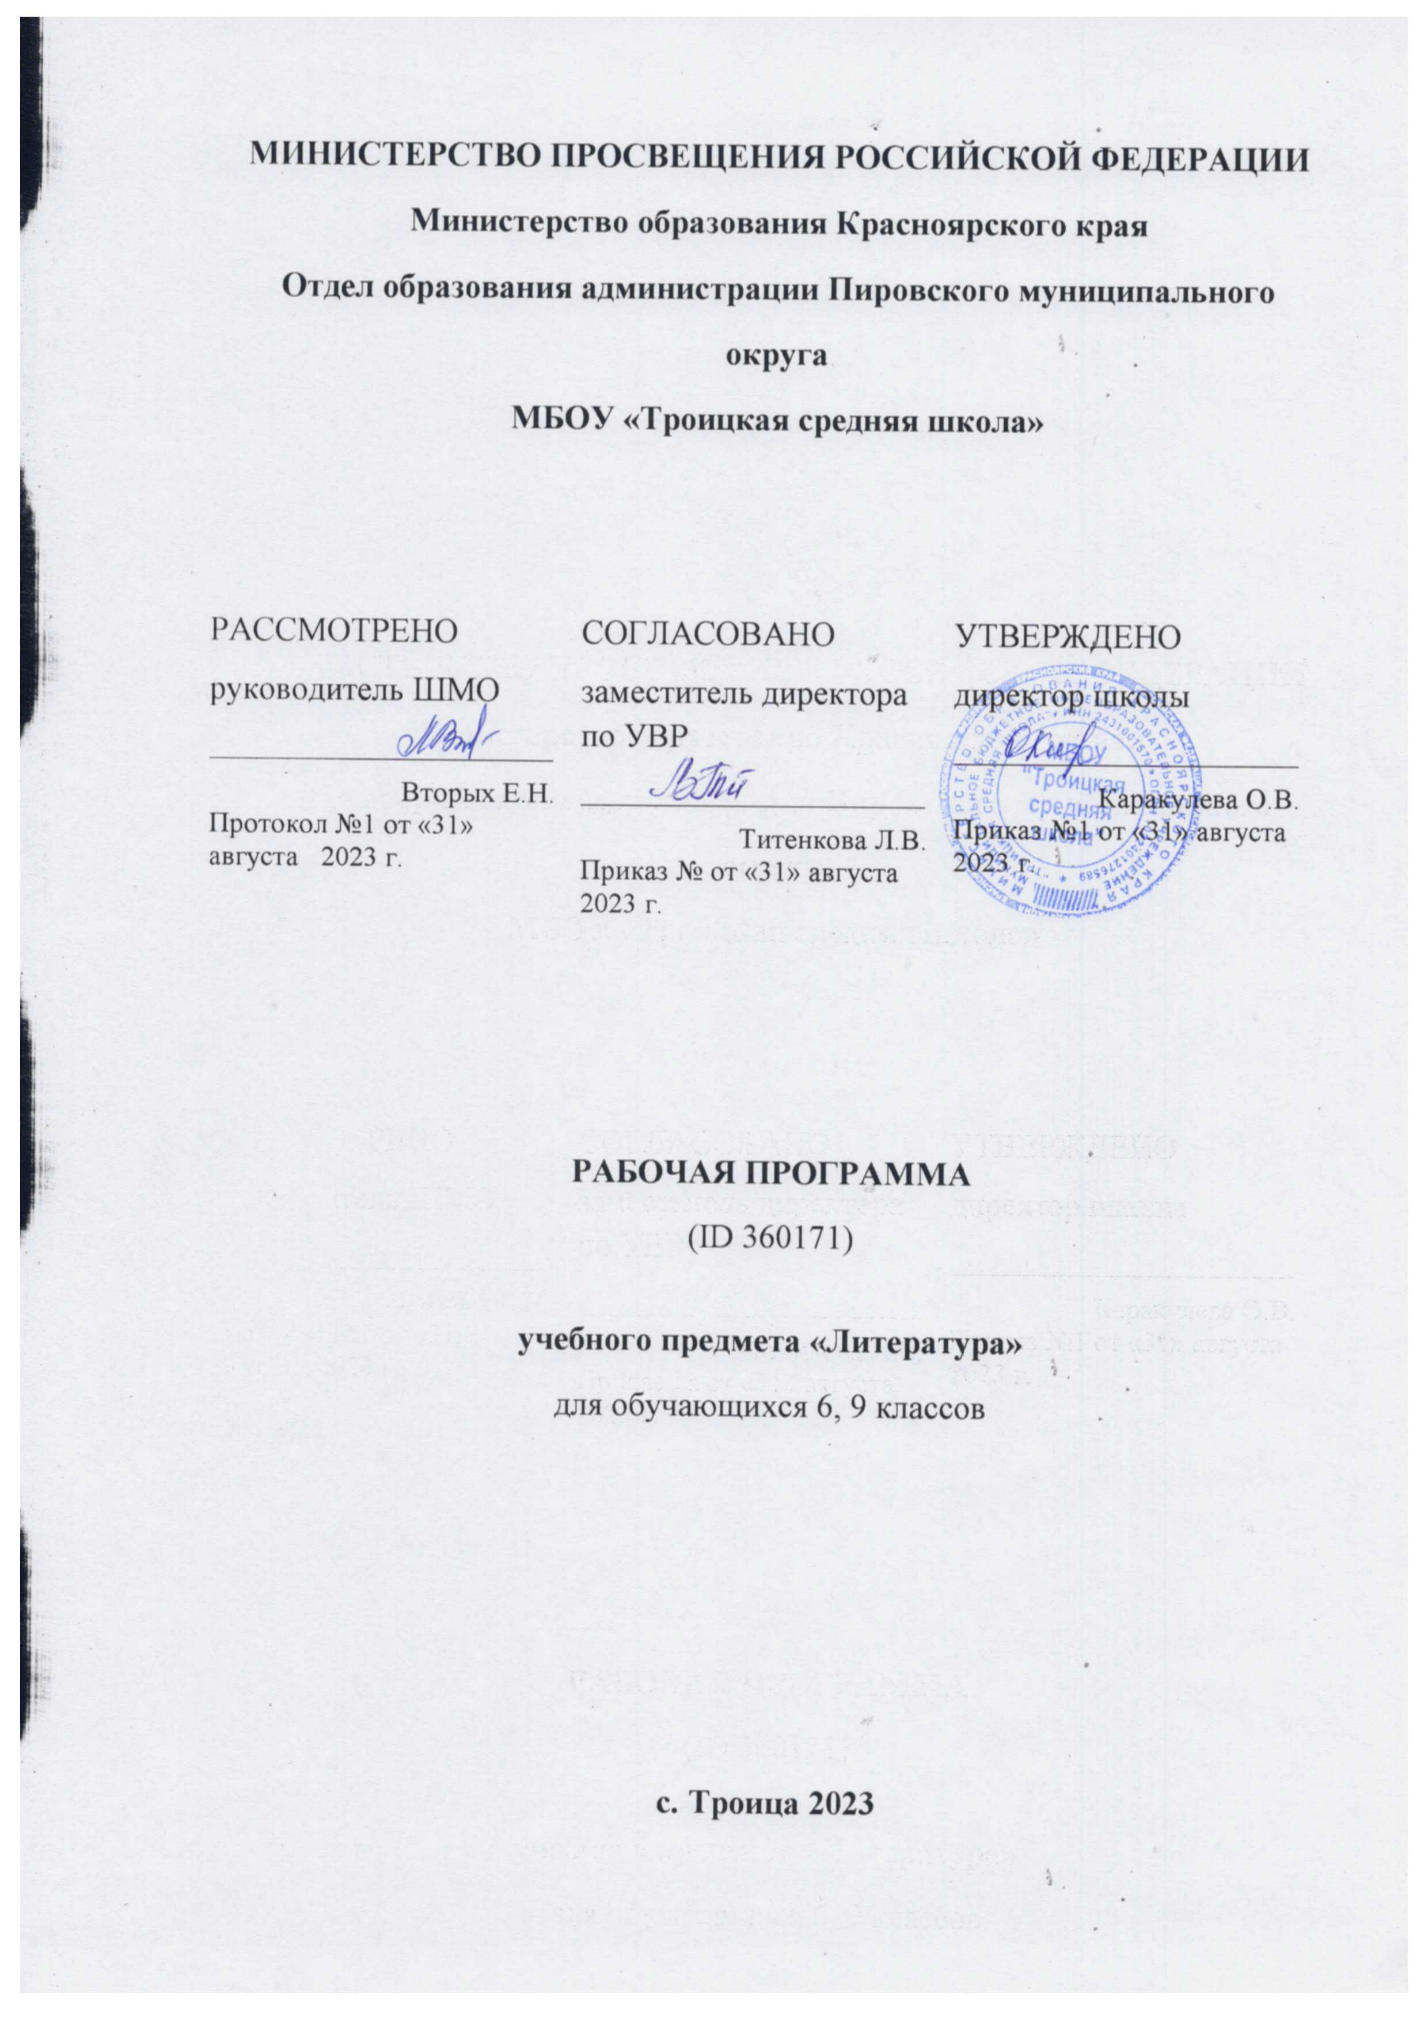 МИНИСТЕРСТВО ПРОСВЕЩЕНИЯ РОССИЙСКОЙ ФЕДЕРАЦИИ
Министерство образования Красноярского края
Отдел образования администрации Пировского муниципального
округа
МБОУ «Троицкая средняя школа»
РАССМОТРЕНО
руководитель ШМО
Вторых Е.Н.
Протокол №1 от «31»
августа 2023 г.
СОГЛАСОВАНО
заместитель директора
по УВР
Титенкова Л.В.
Приказ № от «31» августа
2023 г.
УТВЕРЖДЕНО
директор школы
Каракулева О.В.
Приказ №1 от «31» августа
2023 г.
МБОУ
"Троицкая
средняя
школа"
РАБОЧАЯ ПРОГРАММА
(ID 360171)
учебного предмета «Литература»
для обучающихся 6, 9 классов
с. Троица 2023